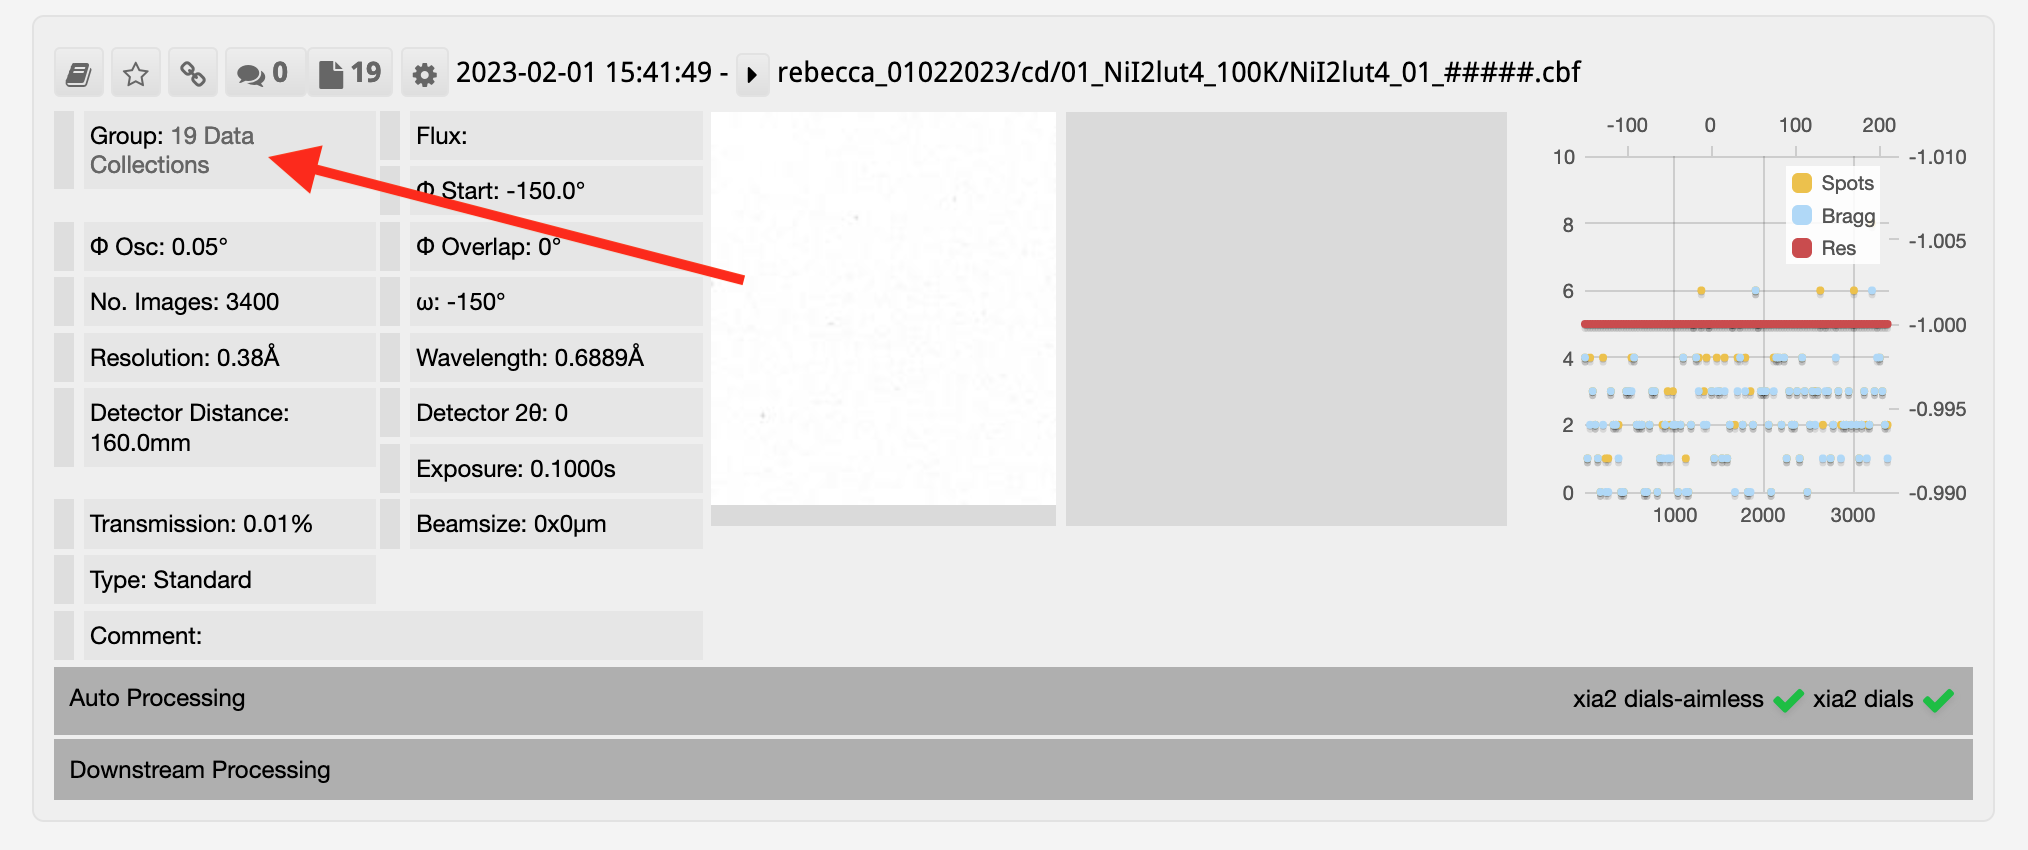 0 19 2023-02-01 15:41:49 - rebecca_01022023/cd/01_NiI2lut4_100K/NiI2lut4_01_#####.cbf
Group: 19 Data
Collections
Flux:
Φ Start: -150.0°
Φ Osc: 0.05°
Φ Overlap: 0°
No. Images: 3400
ω: -150°
Resolution: 0.38Å
Wavelength: 0.6889Å
Detector Distance:
160.0mm
Detector 2θ: 0
Exposure: 0.1000s
Transmission: 0.01%
Beamsize: 0x0μm
Type: Standard
Comment:
-100 0 100 200
10 -1.010
Spots
8 Bragg
-1.005
Res
6
-1.000
4
-0.995
2
0 -0.990
1000 2000 3000
Auto Processing xia2 dials-aimless xia2 dials
Downstream Processing